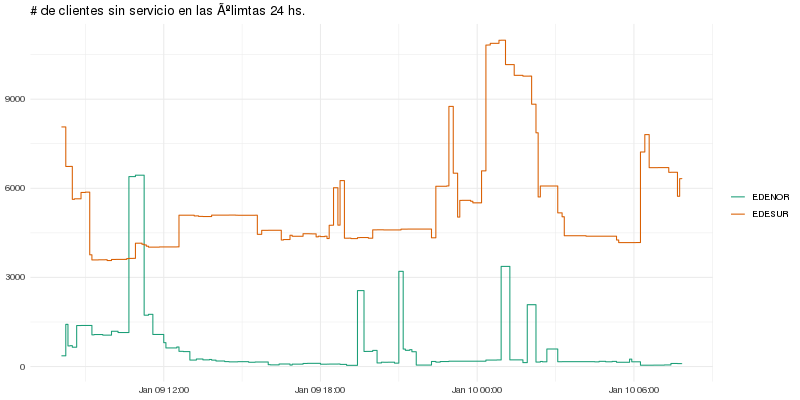 # de clientes sin servicio en las Ãºlimtas 24 hs.
9000
6000
3000
0
Jan 09 12:00
Jan 09 18:00
Jan 10 00:00
Jan 10 06:00
EDENOR
EDESUR